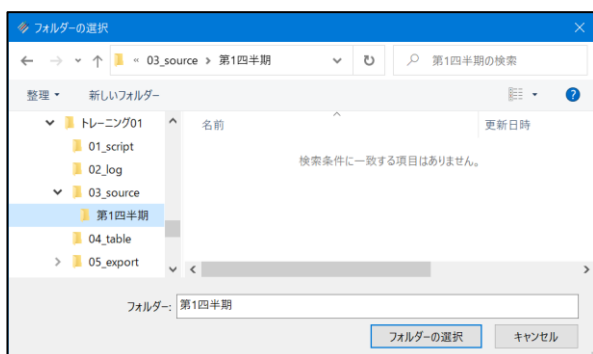 フォルダーの選択
« 03_source › 第1四半期
第1四半期の検索
整理
新しいフォルダー
トレーニング01
01_script
02_log
03_source
第1四半期
04_table
05_export
名前
更新日時
検索条件に一致する項目はありません。
フォルダー: 第1四半期
フォルダーの選択
キャンセル